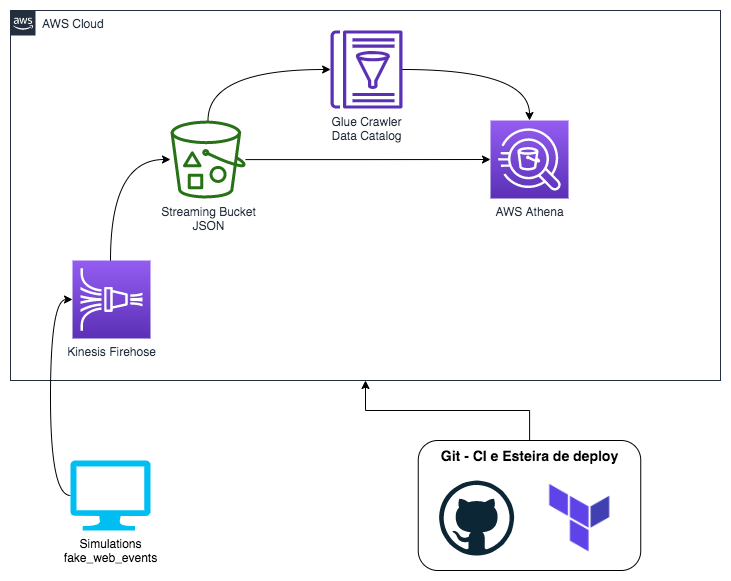 aws
AWS Cloud
Glue Crawler
Data Catalog
Streaming Bucket
JSON
AWS Athena
Kinesis Firehose
Git - CI e Esteira de deploy
Simulations
fake_web_events